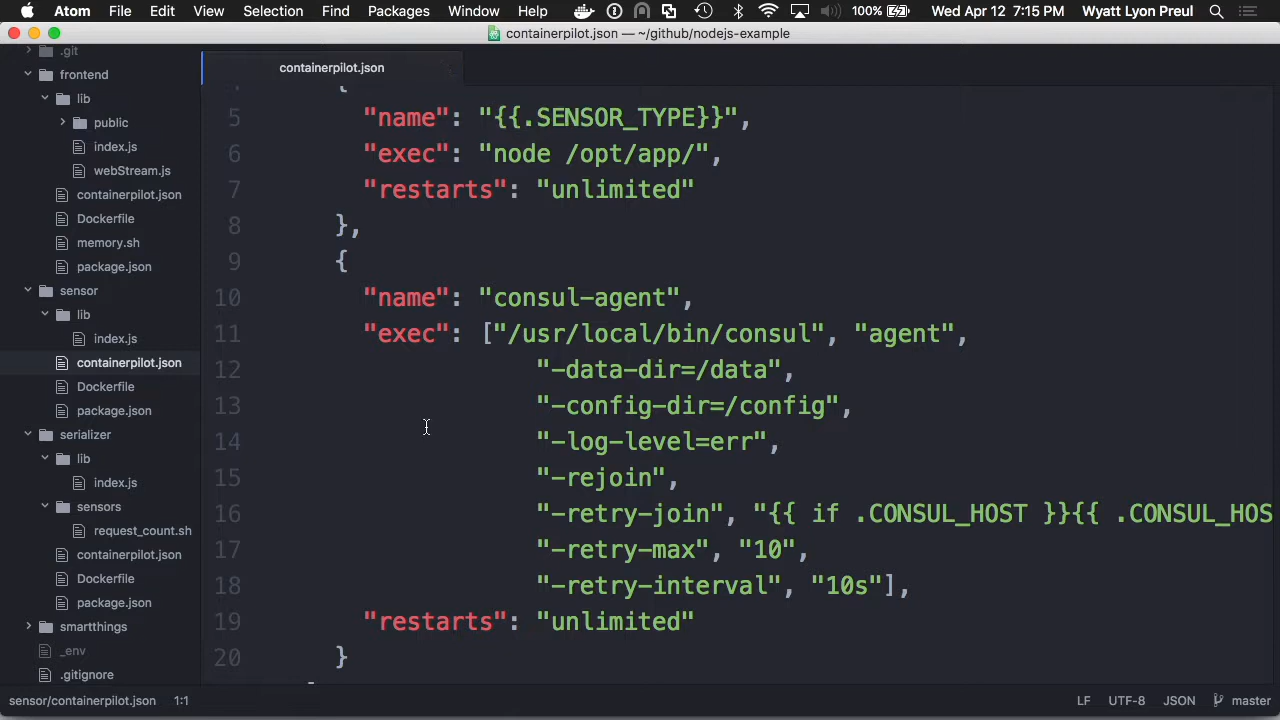 Atom File Edit View Selection Find Packages Window Help 100% Wed Apr 12 7:15 PM Wyatt Lyon Preul
containerpilot.json — ~/github/nodejs-example
.git
frontend
lib
public
index.js
webStream.js
containerpilot.json
Dockerfile
memory.sh
package.json
sensor
lib
index.js
containerpilot.json
Dockerfile
package.json
serializer
lib
index.js
sensors
request_count.sh
containerpilot.json
Dockerfile
package.json
smartthings
_env
.gitignore
containerpilot.json
{
5 "name": "{{.SENSOR_TYPE}}",
6 "exec": "node /opt/app/",
7 "restarts": "unlimited"
8 },
9 {
10 "name": "consul-agent",
11 "exec": ["/usr/local/bin/consul", "agent",
12 "-data-dir=/data",
13 "-config-dir=/config",
14 "-log-level=err",
15 "-rejoin",
16 "-retry-join", "{{ if .CONSUL_HOST }}{{ .CONSUL_HOS
17 "-retry-max", "10",
18 "-retry-interval", "10s"],
19 "restarts": "unlimited"
20 }
sensor/containerpilot.json 1:1 LF UTF-8 JSON master